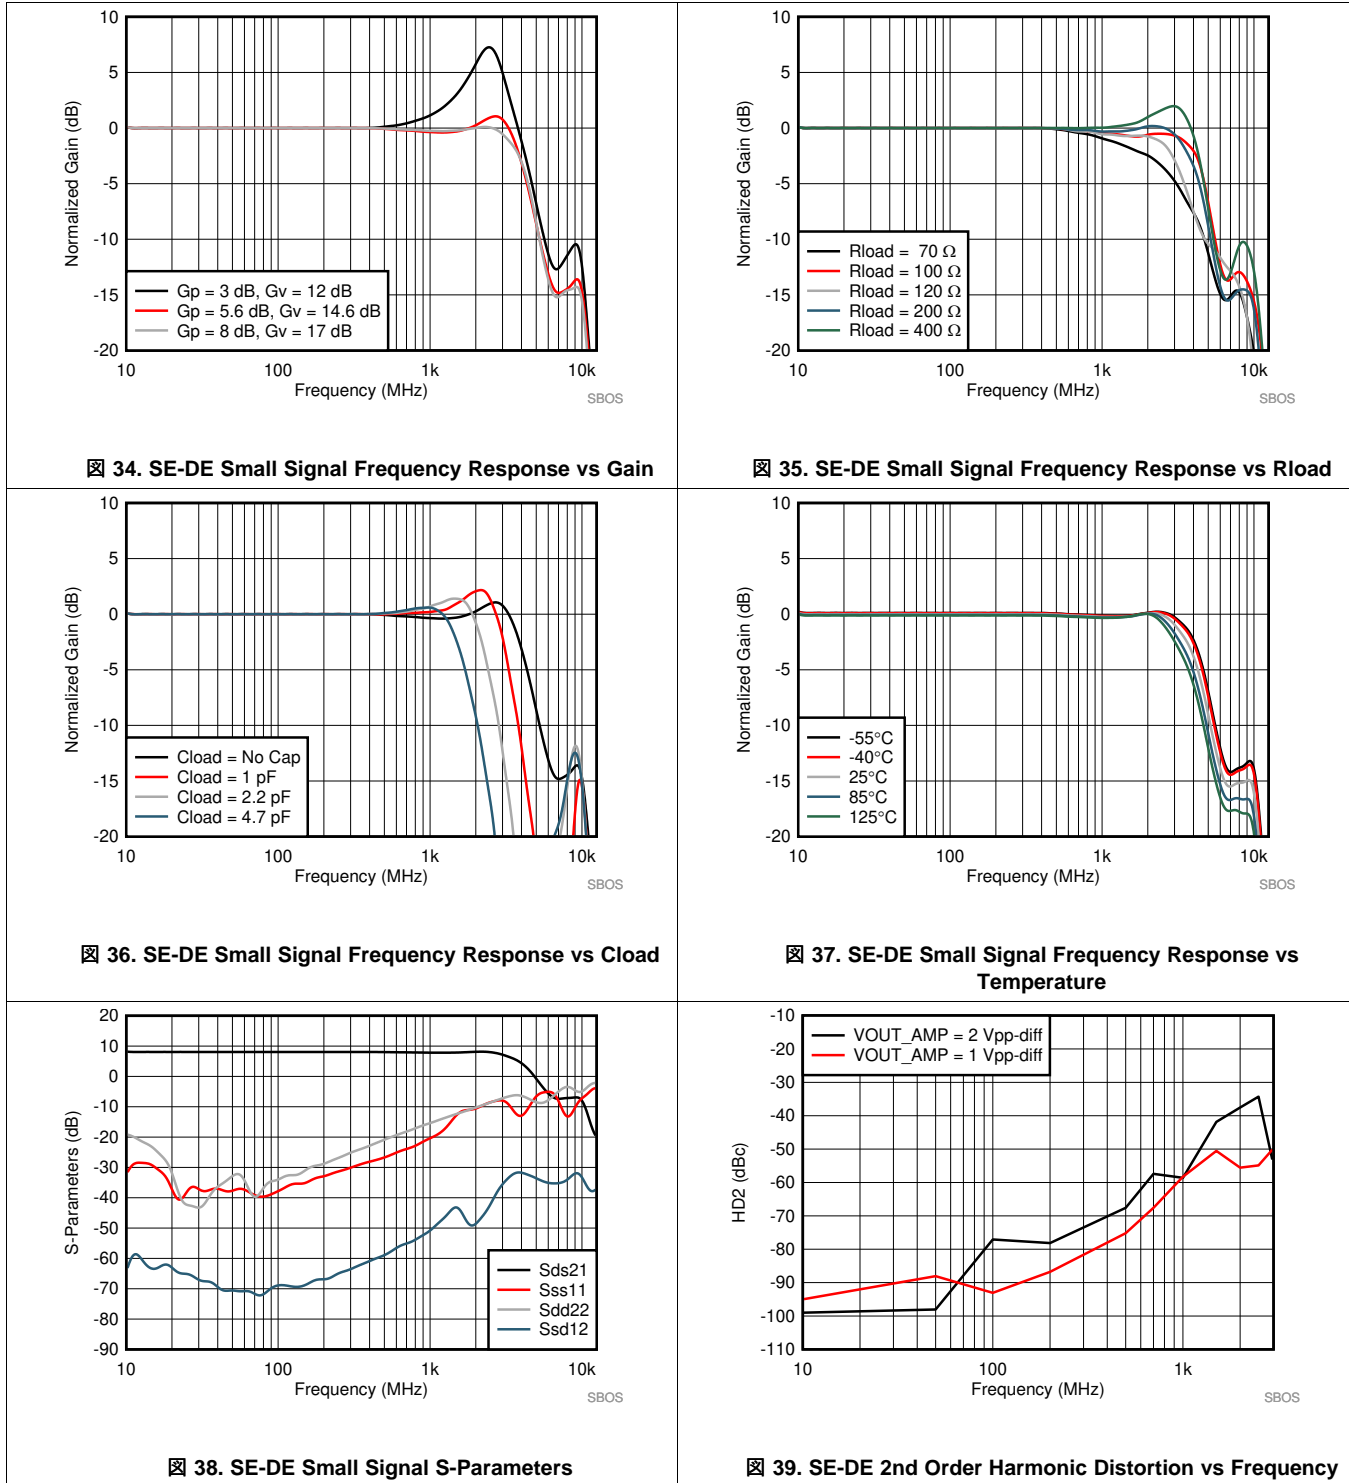 10
5
0
-5
-10
-15
-20
Normalized Gain (dB)
Gp = 3 dB, Gv = 12 dB
Gp = 5.6 dB, Gv = 14.6 dB
Gp = 8 dB, Gv = 17 dB
10 100 1k 10k
Frequency (MHz)
SBOS
図 34. SE-DE Small Signal Frequency Response vs Gain
10
5
0
-5
-10
-15
-20
Normalized Gain (dB)
Rload = 70 Ω
Rload = 100 Ω
Rload = 120 Ω
Rload = 200 Ω
Rload = 400 Ω
10 100 1k 10k
Frequency (MHz)
SBOS
図 35. SE-DE Small Signal Frequency Response vs Rload
10
5
0
-5
-10
-15
-20
Normalized Gain (dB)
Cload = No Cap
Cload = 1 pF
Cload = 2.2 pF
Cload = 4.7 pF
10 100 1k 10k
Frequency (MHz)
SBOS
図 36. SE-DE Small Signal Frequency Response vs Cload
10
5
0
-5
-10
-15
-20
Normalized Gain (dB)
-55°C
-40°C
25°C
85°C
125°C
10 100 1k 10k
Frequency (MHz)
SBOS
図 37. SE-DE Small Signal Frequency Response vs
Temperature
20
10
0
-10
-20
-30
-40
-50
-60
-70
-80
-90
S-Parameters (dB)
Sds21
Sss11
Sdd22
Ssd12
10 100 1k 10k
Frequency (MHz)
SBOS
図 38. SE-DE Small Signal S-Parameters
-10
-20
-30
-40
-50
-60
-70
-80
-90
-100
-110
HD2 (dBc)
VOUT_AMP = 2 Vpp-diff
VOUT_AMP = 1 Vpp-diff
10 100 1k
Frequency (MHz)
SBOS
図 39. SE-DE 2nd Order Harmonic Distortion vs Frequency